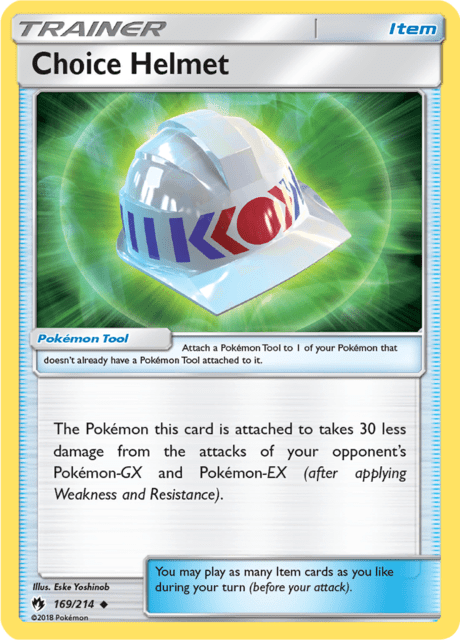 TRAINER
Item
Choice Helmet
Pokémon Tool
Attach a Pokémon Tool to 1 of your Pokémon that
doesn't already have a Pokémon Tool attached to it.
The Pokémon this card is attached to takes 30 less
damage from the attacks of your opponent's
Pokémon-GX and Pokémon-EX (after applying
Weakness and Resistance).
You may play as many Item cards as you like
during your turn (before your attack).
Illus. Eske Yoshinob
169/214
©2018 Pokémon